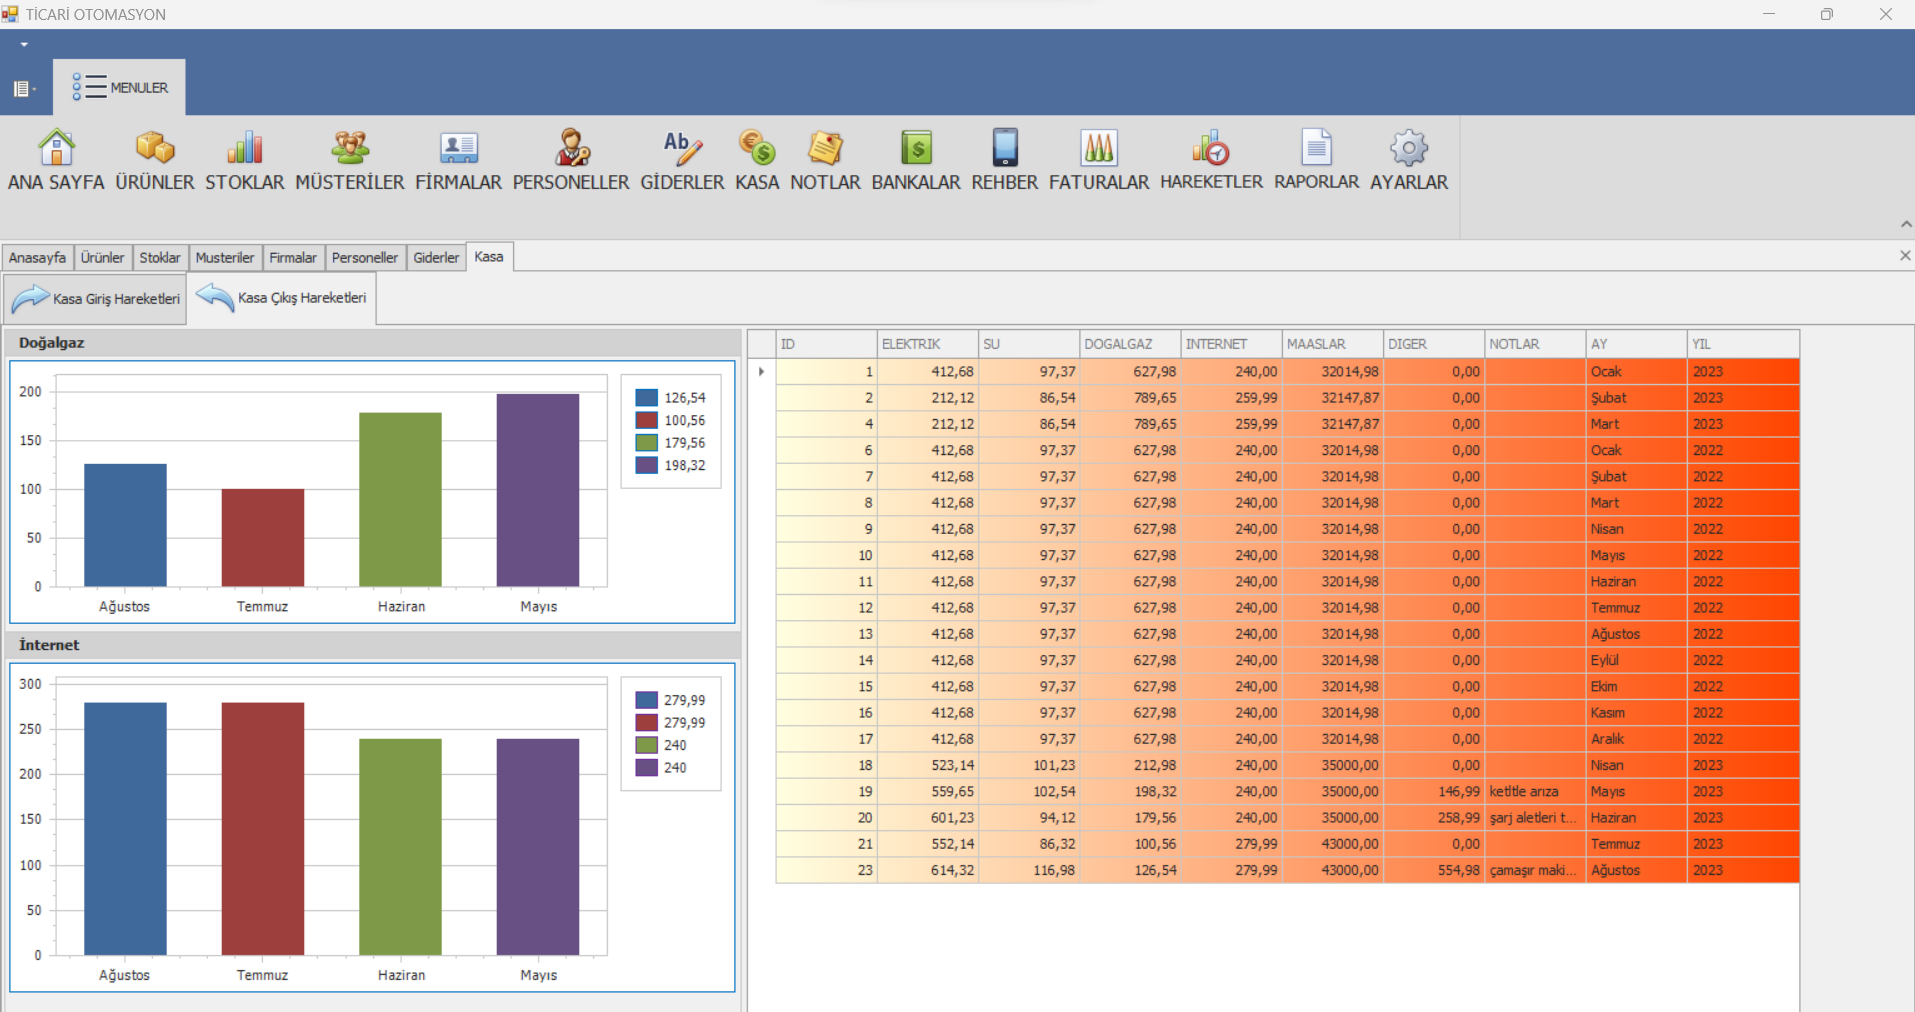 TİCARİ OTOMASYON
MENULER
ANA SAYFA ÜRÜNLER STOKLAR MÜSTERİLER FİRMALAR PERSONELLER GİDERLER KASA NOTLAR BANKALAR REHBER FATURALAR HAREKETLER RAPORLAR AYARLAR
Anasayfa Ürünler Stoklar Musteriler Firmalar Personeller Giderler Kasa
Kasa Giriş Hareketleri Kasa Çıkış Hareketleri
Doğalgaz
200
150
100
50
0
Ağustos Temmuz Haziran Mayıs
126,54
100,56
179,56
198,32
İnternet
300
250
200
150
100
50
0
Ağustos Temmuz Haziran Mayıs
279,99
279,99
240
240
ID ELEKTRIK SU DOGALGAZ INTERNET MAASLAR DIGER NOTLAR AY YIL
1 412,68 97,37 627,98 240,00 32014,98 0,00 Ocak 2023
2 212,12 86,54 789,65 259,99 32147,87 0,00 Şubat 2023
4 212,12 86,54 789,65 259,99 32147,87 0,00 Mart 2023
6 412,68 97,37 627,98 240,00 32014,98 0,00 Ocak 2022
7 412,68 97,37 627,98 240,00 32014,98 0,00 Şubat 2022
8 412,68 97,37 627,98 240,00 32014,98 0,00 Mart 2022
9 412,68 97,37 627,98 240,00 32014,98 0,00 Nisan 2022
10 412,68 97,37 627,98 240,00 32014,98 0,00 Mayıs 2022
11 412,68 97,37 627,98 240,00 32014,98 0,00 Haziran 2022
12 412,68 97,37 627,98 240,00 32014,98 0,00 Temmuz 2022
13 412,68 97,37 627,98 240,00 32014,98 0,00 Ağustos 2022
14 412,68 97,37 627,98 240,00 32014,98 0,00 Eylül 2022
15 412,68 97,37 627,98 240,00 32014,98 0,00 Ekim 2022
16 412,68 97,37 627,98 240,00 32014,98 0,00 Kasım 2022
17 412,68 97,37 627,98 240,00 32014,98 0,00 Aralık 2022
18 523,14 101,23 212,98 240,00 35000,00 0,00 Nisan 2023
19 559,65 102,54 198,32 240,00 35000,00 146,99 ketltle arıza Mayıs 2023
20 601,23 94,12 179,56 240,00 35000,00 258,99 şarj aletleri t... Haziran 2023
21 552,14 86,32 100,56 279,99 43000,00 0,00 Temmuz 2023
23 614,32 116,98 126,54 279,99 43000,00 554,98 çamaşır maki... Ağustos 2023